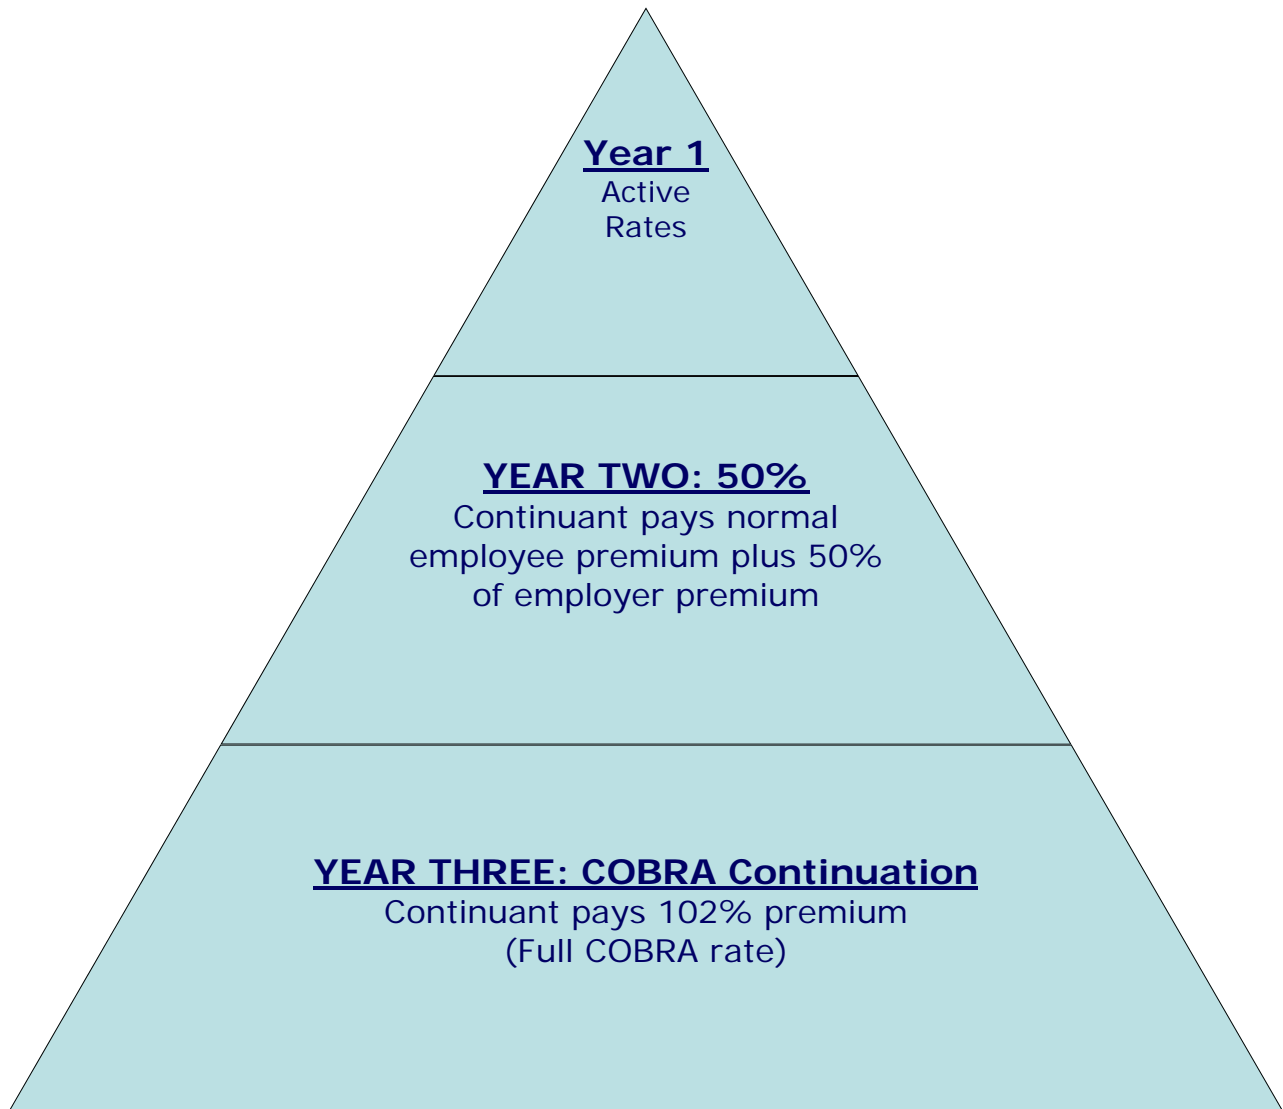 Year 1
Active
Rates
YEAR TWO: 50%
Continuant pays normal
employee premium plus 50%
of employer premium
YEAR THREE: COBRA Continuation
Continuant pays 102% premium
(Full COBRA rate)